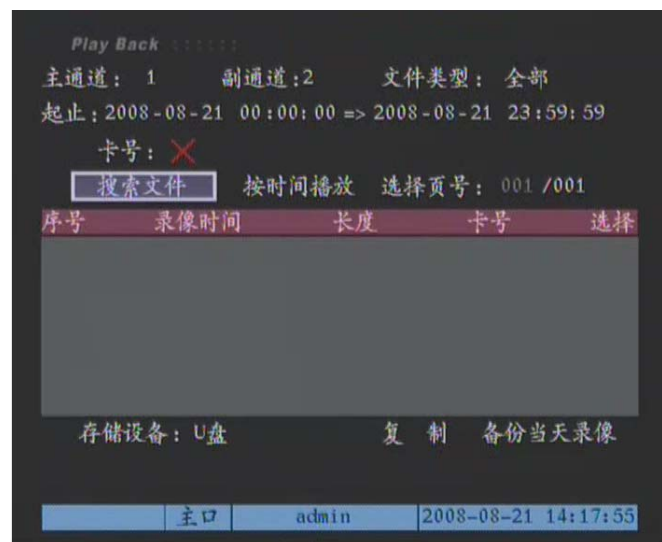 Play Back ::::::
主通道： 1 副通道:2 文件类型： 全部
起止:2008-08-21 00:00:00 => 2008-08-21 23:59:59
卡号：
搜索文件 按时间播放 选择页号： 001 /001
序号 录像时间 长度 卡号 选择
存储设备：U盘 复 制 备份当天录像
主口 admin 2008-08-21 14:17:55